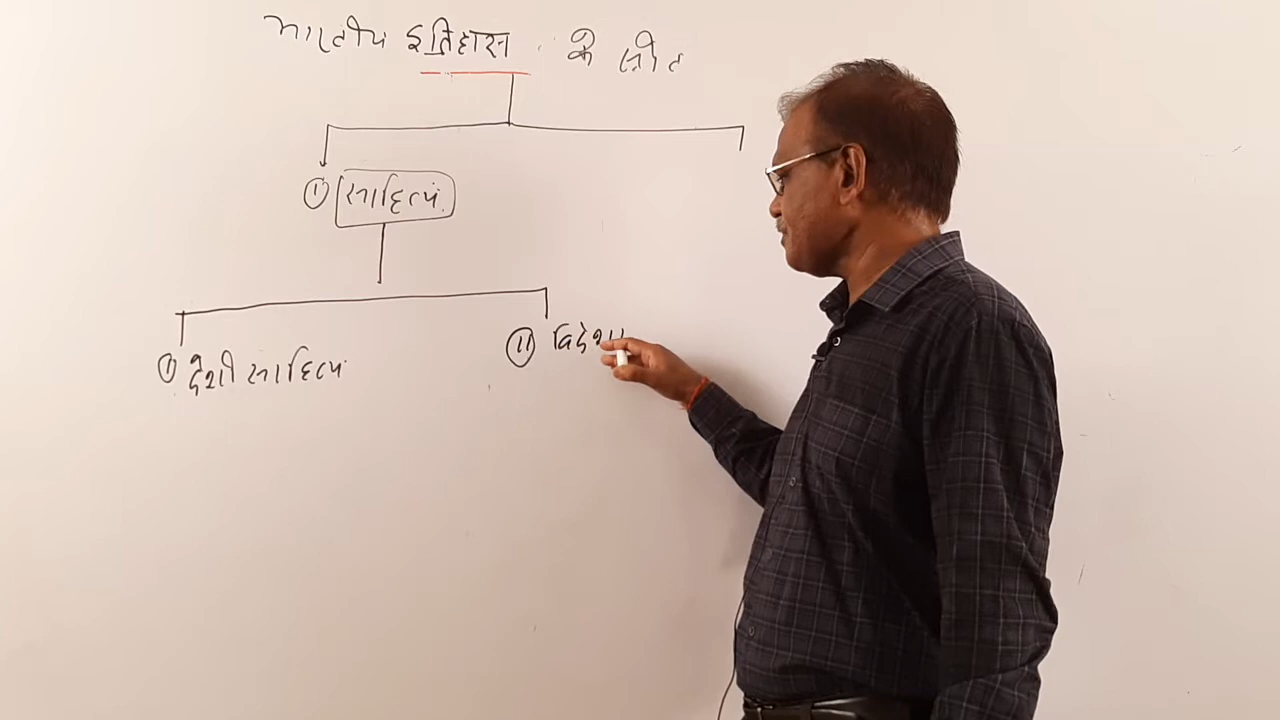 भारतीय इतिहास के स्रोत
① साहित्य
① देशी साहित्य
⑪ विदेश